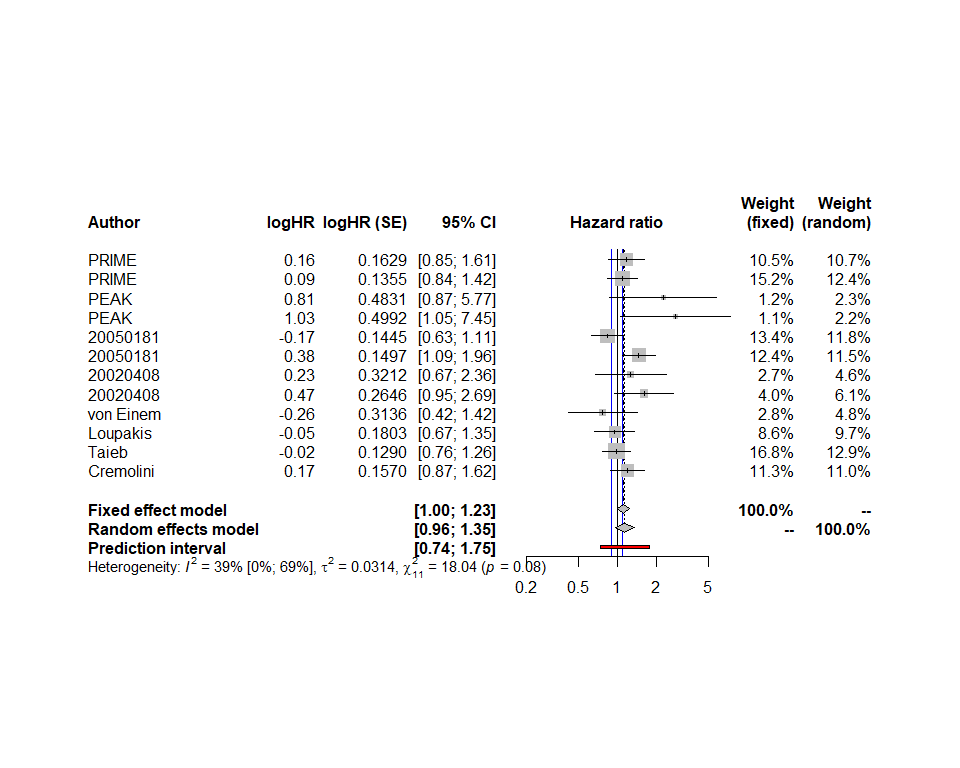 Weight Weight
Author logHR logHR (SE) 95% CI Hazard ratio (fixed) (random)
PRIME 0.16 0.1629 [0.85; 1.61] 10.5% 10.7%
PRIME 0.09 0.1355 [0.84; 1.42] 15.2% 12.4%
PEAK 0.81 0.4831 [0.87; 5.77] 1.2% 2.3%
PEAK 1.03 0.4992 [1.05; 7.45] 1.1% 2.2%
20050181 -0.17 0.1445 [0.63; 1.11] 13.4% 11.8%
20050181 0.38 0.1497 [1.09; 1.96] 12.4% 11.5%
20020408 0.23 0.3212 [0.67; 2.36] 2.7% 4.6%
20020408 0.47 0.2646 [0.95; 2.69] 4.0% 6.1%
von Einem -0.26 0.3136 [0.42; 1.42] 2.8% 4.8%
Loupakis -0.05 0.1803 [0.67; 1.35] 8.6% 9.7%
Taieb -0.02 0.1290 [0.76; 1.26] 16.8% 12.9%
Cremolini 0.17 0.1570 [0.87; 1.62] 11.3% 11.0%
Fixed effect model [1.00; 1.23] 100.0% --
Random effects model [0.96; 1.35] -- 100.0%
Prediction interval [0.74; 1.75]
Heterogeneity: I² = 39% [0%; 69%], τ² = 0.0314, χ²₁₁ = 18.04 (p = 0.08)
0.2 0.5 1 2 5